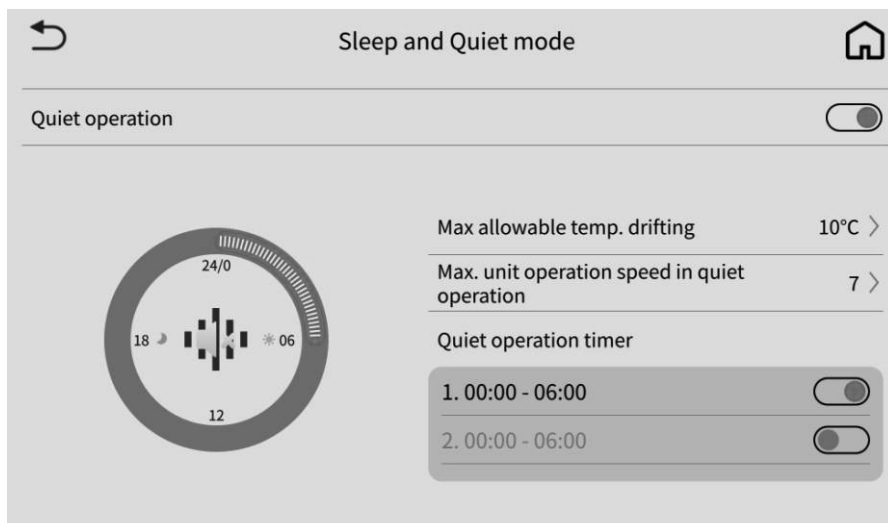 Sleep and Quiet mode
Quiet operation
24/0
18
06
12
Max allowable temp. drifting
10°C
Max. unit operation speed in quiet
operation
7
Quiet operation timer
1. 00:00 - 06:00
2. 00:00 - 06:00